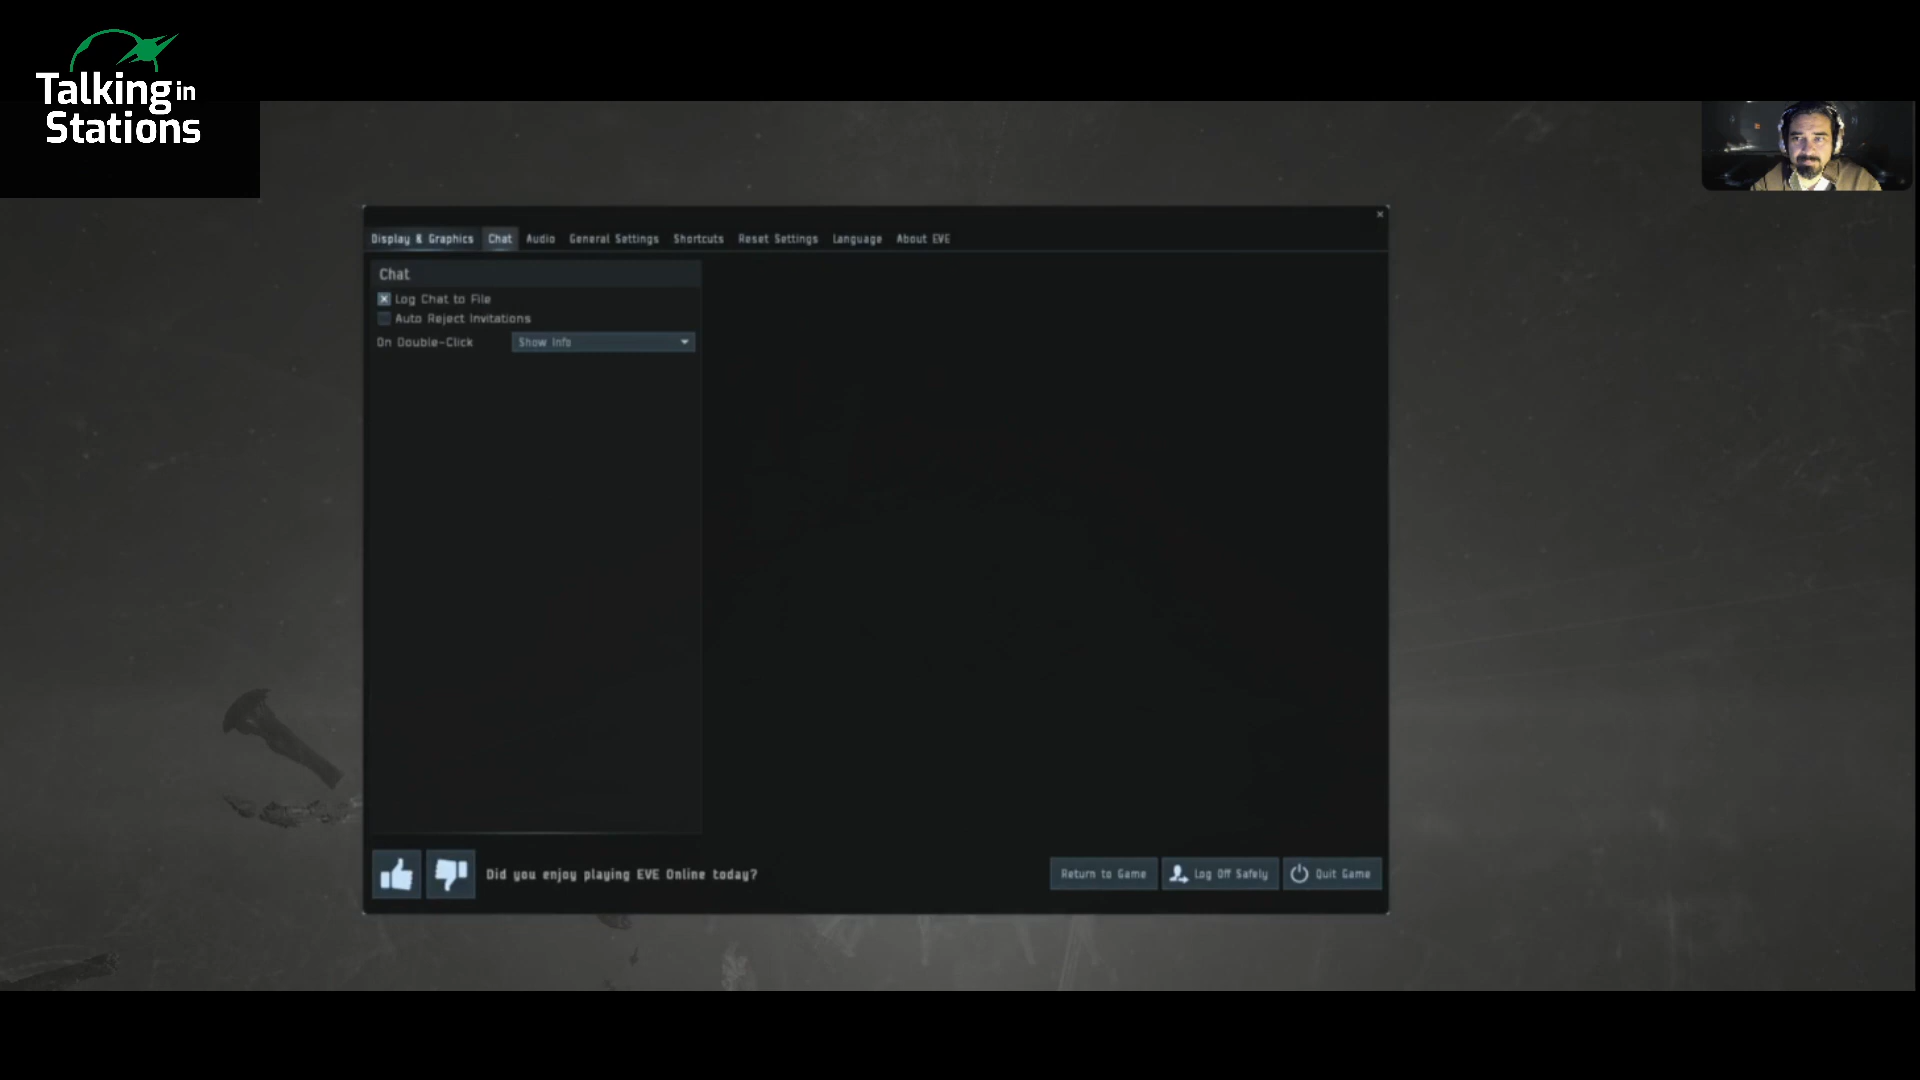 Talking in
Stations
Display & Graphics Chat Audio General Settings Shortcuts Reset Settings Language About EVE
Chat
Log Chat to File
Auto Reject Invitations
On Double-Click Show Info
Did you enjoy playing EVE Online today?
Return to Game Log Off Safely Quit Game